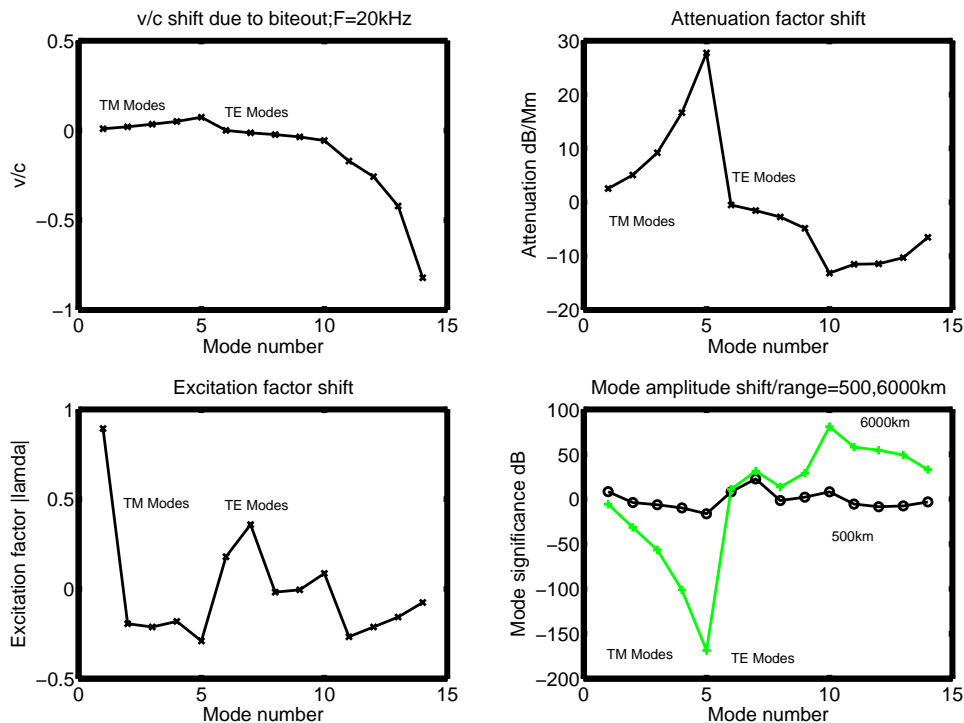 v/c shift due to biteout;F=20kHz
0.5
0
−0.5
−1
v/c
TM Modes
TE Modes
0
5
10
15
Mode number
Attenuation factor shift
30
20
10
0
−10
−20
Attenuation dB/Mm
TE Modes
TM Modes
0
5
10
15
Mode number
Excitation factor shift
1
0.5
0
−0.5
Excitation factor |lamda|
TM Modes
TE Modes
0
5
10
15
Mode number
Mode amplitude shift/range=500,6000km
100
50
0
−50
−100
−150
−200
Mode significance dB
6000km
500km
TM Modes
TE Modes
0
5
10
15
Mode number